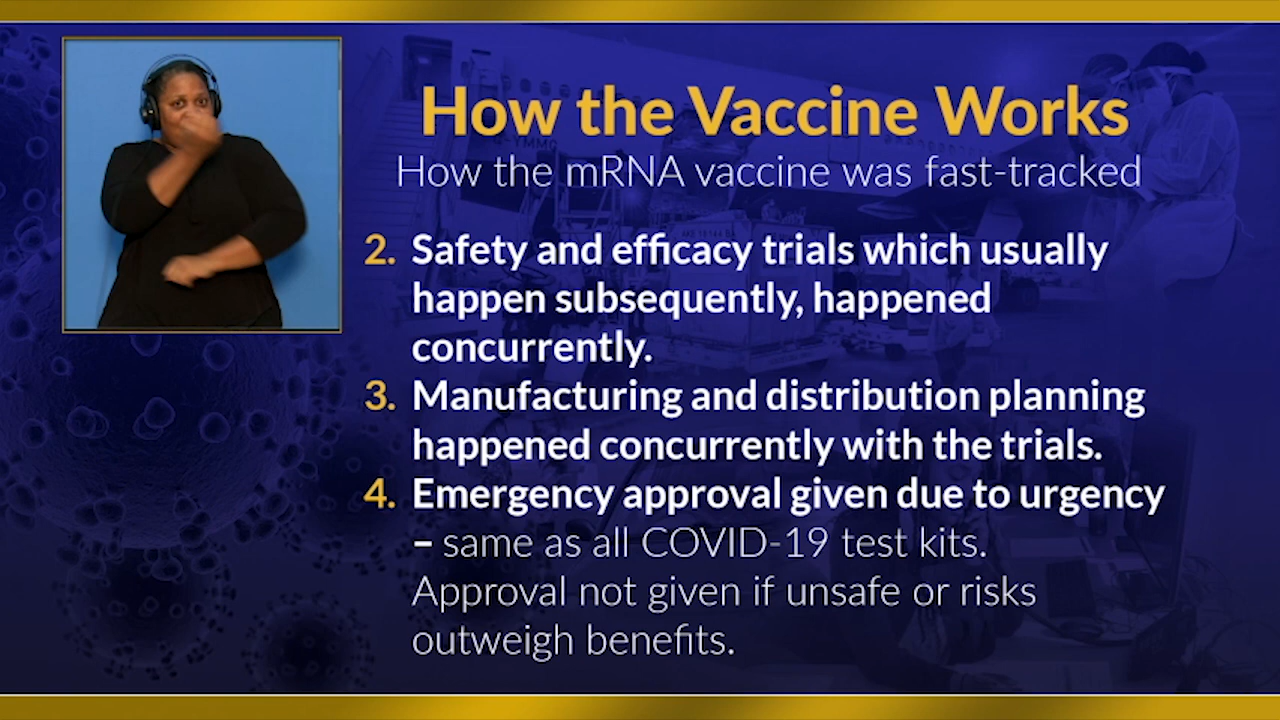 How the Vaccine Works
How the mRNA vaccine was fast-tracked
2. Safety and efficacy trials which usually
happen subsequently, happened
concurrently.
3. Manufacturing and distribution planning
happened concurrently with the trials.
4. Emergency approval given due to urgency
– same as all COVID-19 test kits.
Approval not given if unsafe or risks
outweigh benefits.